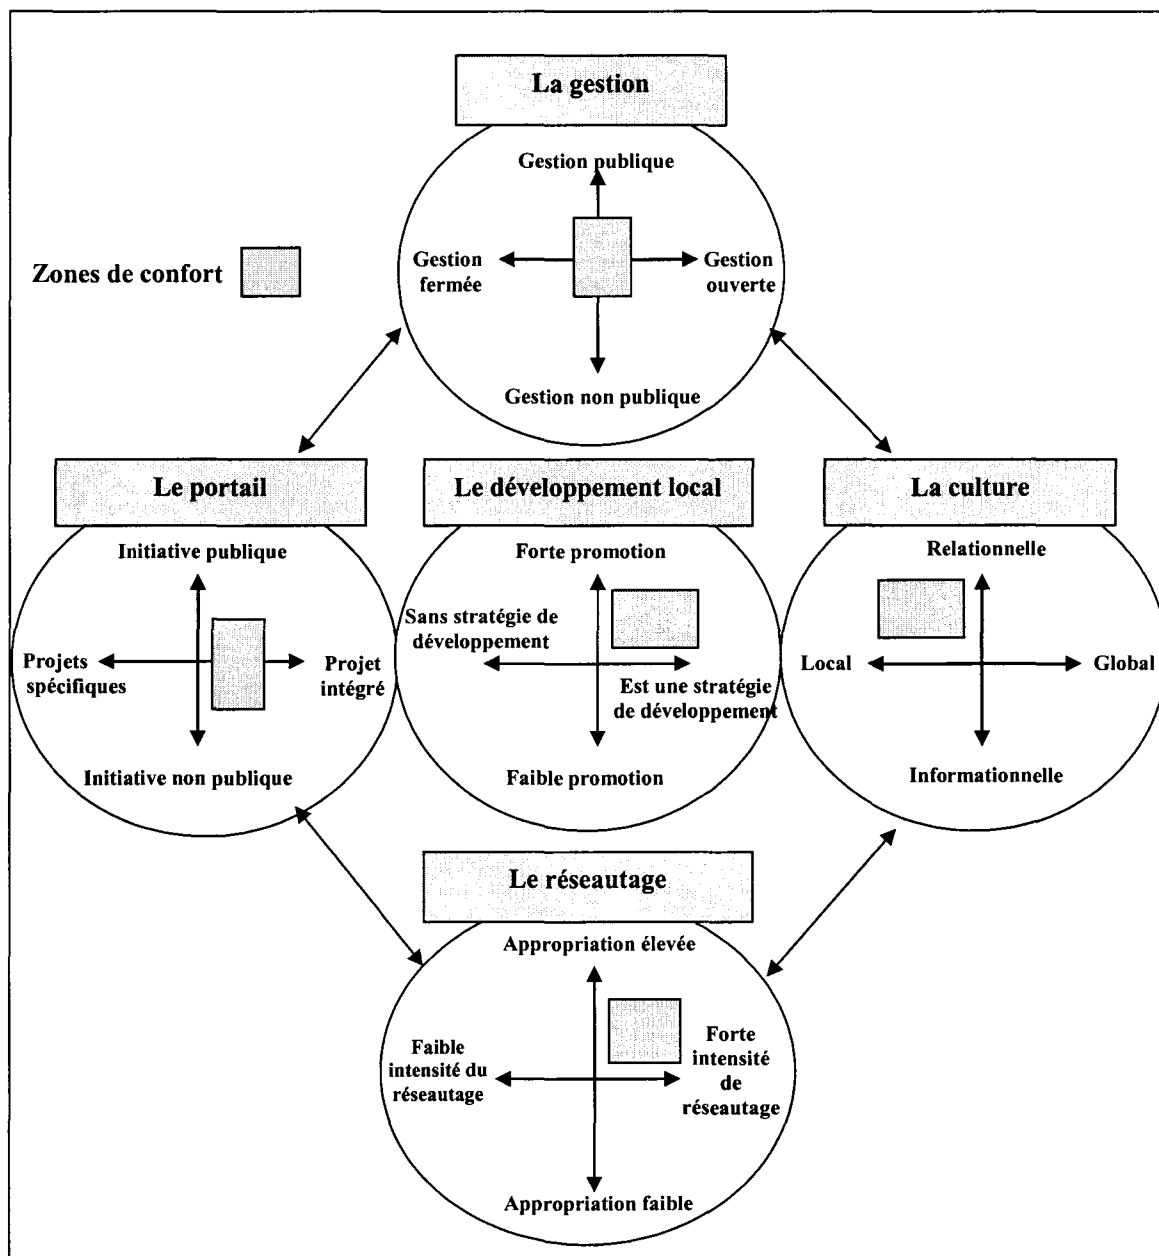 La gestion
Gestion publique
Gestion
fermée
Gestion
ouverte
Gestion non publique
Zones de confort
Le portail
Initiative publique
Projets
spécifiques
Projet
intégré
Initiative non publique
Le développement local
Forte promotion
Sans stratégie de
développement
Est une stratégie
de développement
Faible promotion
La culture
Relationnelle
Local
Global
Informationnelle
Le réseautage
Appropriation élevée
Faible
intensité du
réseautage
Forte
intensité
de
réseautage
Appropriation faible